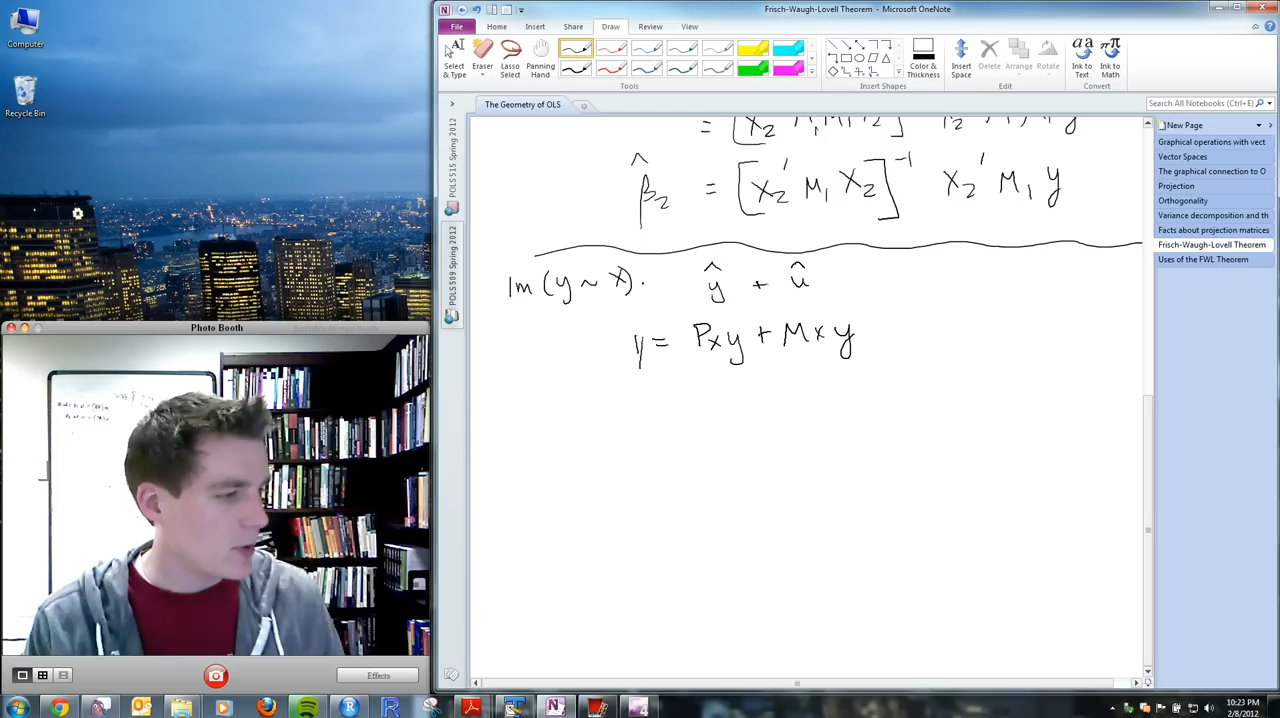 Frisch-Waugh-Lovell Theorem - Microsoft OneNote
File Home Insert Share Draw Review View
Computer
Recycle Bin
Select & Type
Eraser
Lasso Select
Panning Hand
Color & Thickness
Insert Space
Delete
Arrange
Rotate
Ink to Text
Ink to Math
Tools
Insert Shapes
Edit
Convert
The Geometry of OLS
Search All Notebooks (Ctrl+E)
POLS 515 Spring 2012
POLS 509 Spring 2012
New Page
Graphical operations with vect
Vector Spaces
The graphical connection to O
Projection
Orthogonality
Variance decomposition and th
Facts about projection matrices
Frisch-Waugh-Lovell Theorem
Uses of the FWL Theorem
β̂₂ = [X₂' M₁ X₂]⁻¹ X₂' M₁ y
lm (y ~ x). ŷ + û
y = Pxy + Mxy
Photo Booth
Effects
10:23 PM
2/8/2012